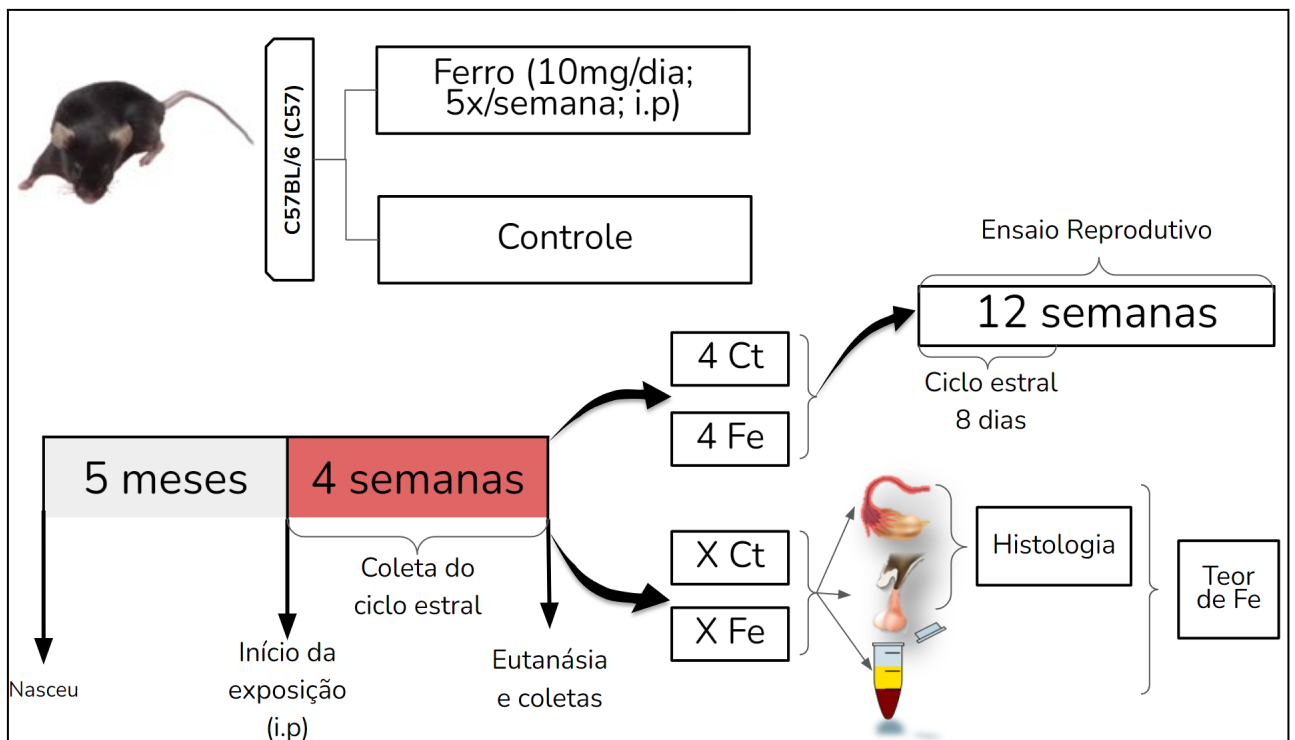 C57BL/6 (C57)
Ferro (10mg/dia;
5x/semana; i.p)
Controle
Ensaio Reprodutivo
12 semanas
Ciclo estral
8 dias
4 Ct
4 Fe
5 meses
4 semanas
Coleta do
ciclo estral
Nasceu
Início da
exposição
(i.p)
Eutanásia
e coletas
X Ct
X Fe
Histologia
Teor
de Fe